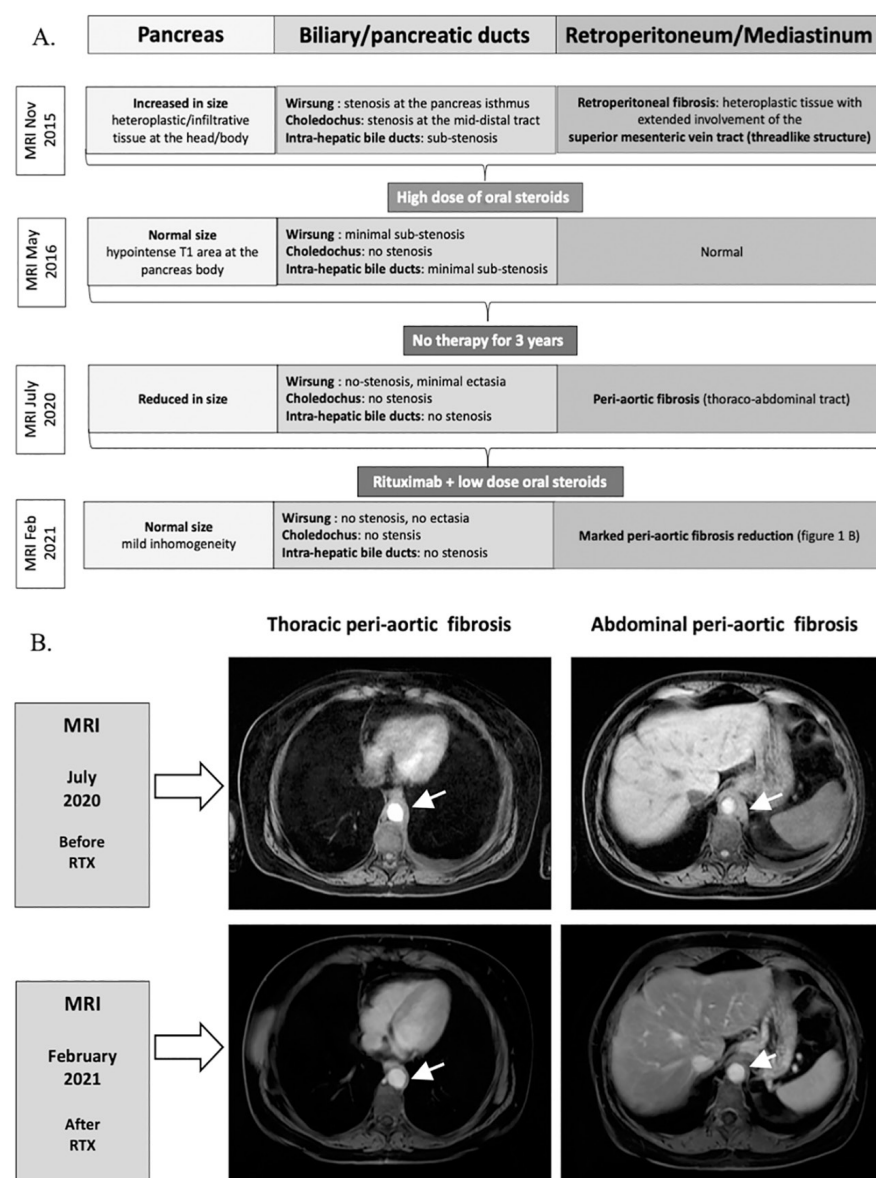 A.
Pancreas
Biliary/pancreatic ducts
Retroperitoneum/Mediastinum
MRI Nov
2015
Increased in size
heteroplastic/infiltrative
tissue at the head/body
Wirsung : stenosis at the pancreas isthmus
Choledochus: stenosis at the mid-distal tract
Intra-hepatic bile ducts: sub-stenosis
Retroperitoneal fibrosis: heteroplastic tissue with
extended involvement of the
superior mesenteric vein tract (threadlike structure)
High dose of oral steroids
MRI May
2016
Normal size
hypointense T1 area at the
pancreas body
Wirsung: minimal sub-stenosis
Choledochus: no stenosis
Intra-hepatic bile ducts: minimal sub-stenosis
Normal
No therapy for 3 years
MRI July
2020
Reduced in size
Wirsung : no-stenosis, minimal ectasia
Choledochus: no stenosis
Intra-hepatic bile ducts: no stenosis
Peri-aortic fibrosis (thoraco-abdominal tract)
Rituximab + low dose oral steroids
MRI Feb
2021
Normal size
mild inhomogeneity
Wirsung : no stenosis, no ectasia
Choledochus: no stensis
Intra-hepatic bile ducts: no stenosis
Marked peri-aortic fibrosis reduction (figure 1 B)
B.
Thoracic peri-aortic fibrosis
Abdominal peri-aortic fibrosis
MRI
July
2020
Before
RTX
MRI
February
2021
After
RTX